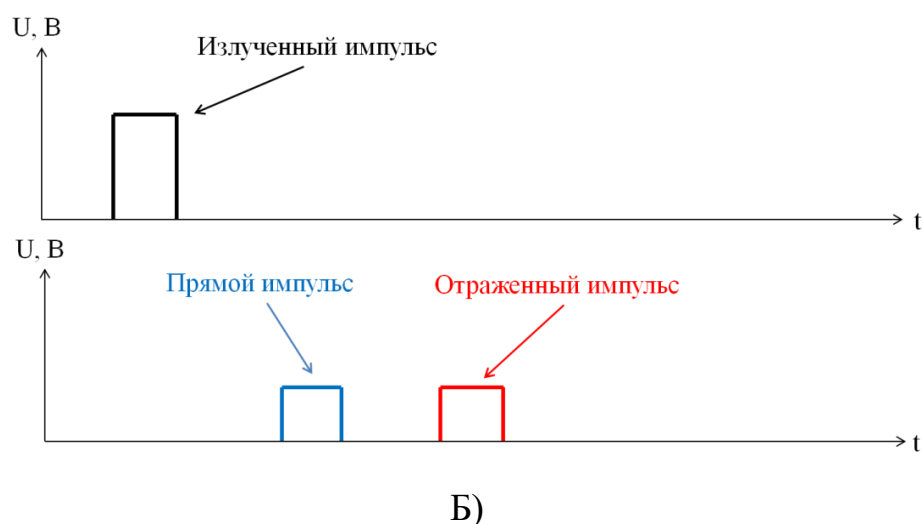 U, В
Излученный импульс
t
U, В
Прямой импульс
Отраженный импульс
t
Б)